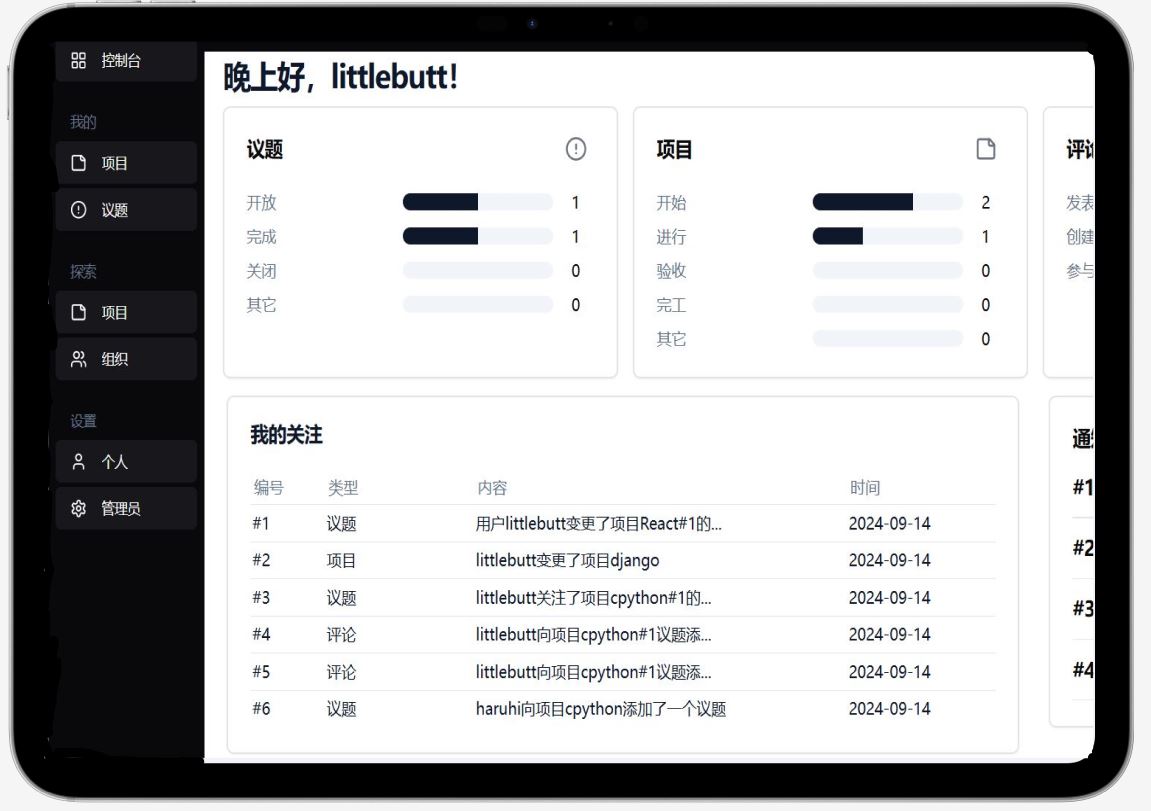 控制台
我的
项目
议题
探索
项目
组织
设置
个人
管理员
晚上好，littlebutt！
议题
开放 1
完成 1
关闭 0
其它 0
项目
开始 2
进行 1
验收 0
完工 0
其它 0
评
发表
创建
参与
我的关注
编号 类型 内容 时间
#1 议题 用户littlebutt变更了项目React#1的... 2024-09-14
#2 项目 littlebutt变更了项目django 2024-09-14
#3 议题 littlebutt关注了项目cpython#1的... 2024-09-14
#4 评论 littlebutt向项目cpython#1议题添... 2024-09-14
#5 评论 littlebutt向项目cpython#1议题添... 2024-09-14
#6 议题 haruhi向项目cpython添加了一个议题 2024-09-14
通
#1
#2
#3
#4